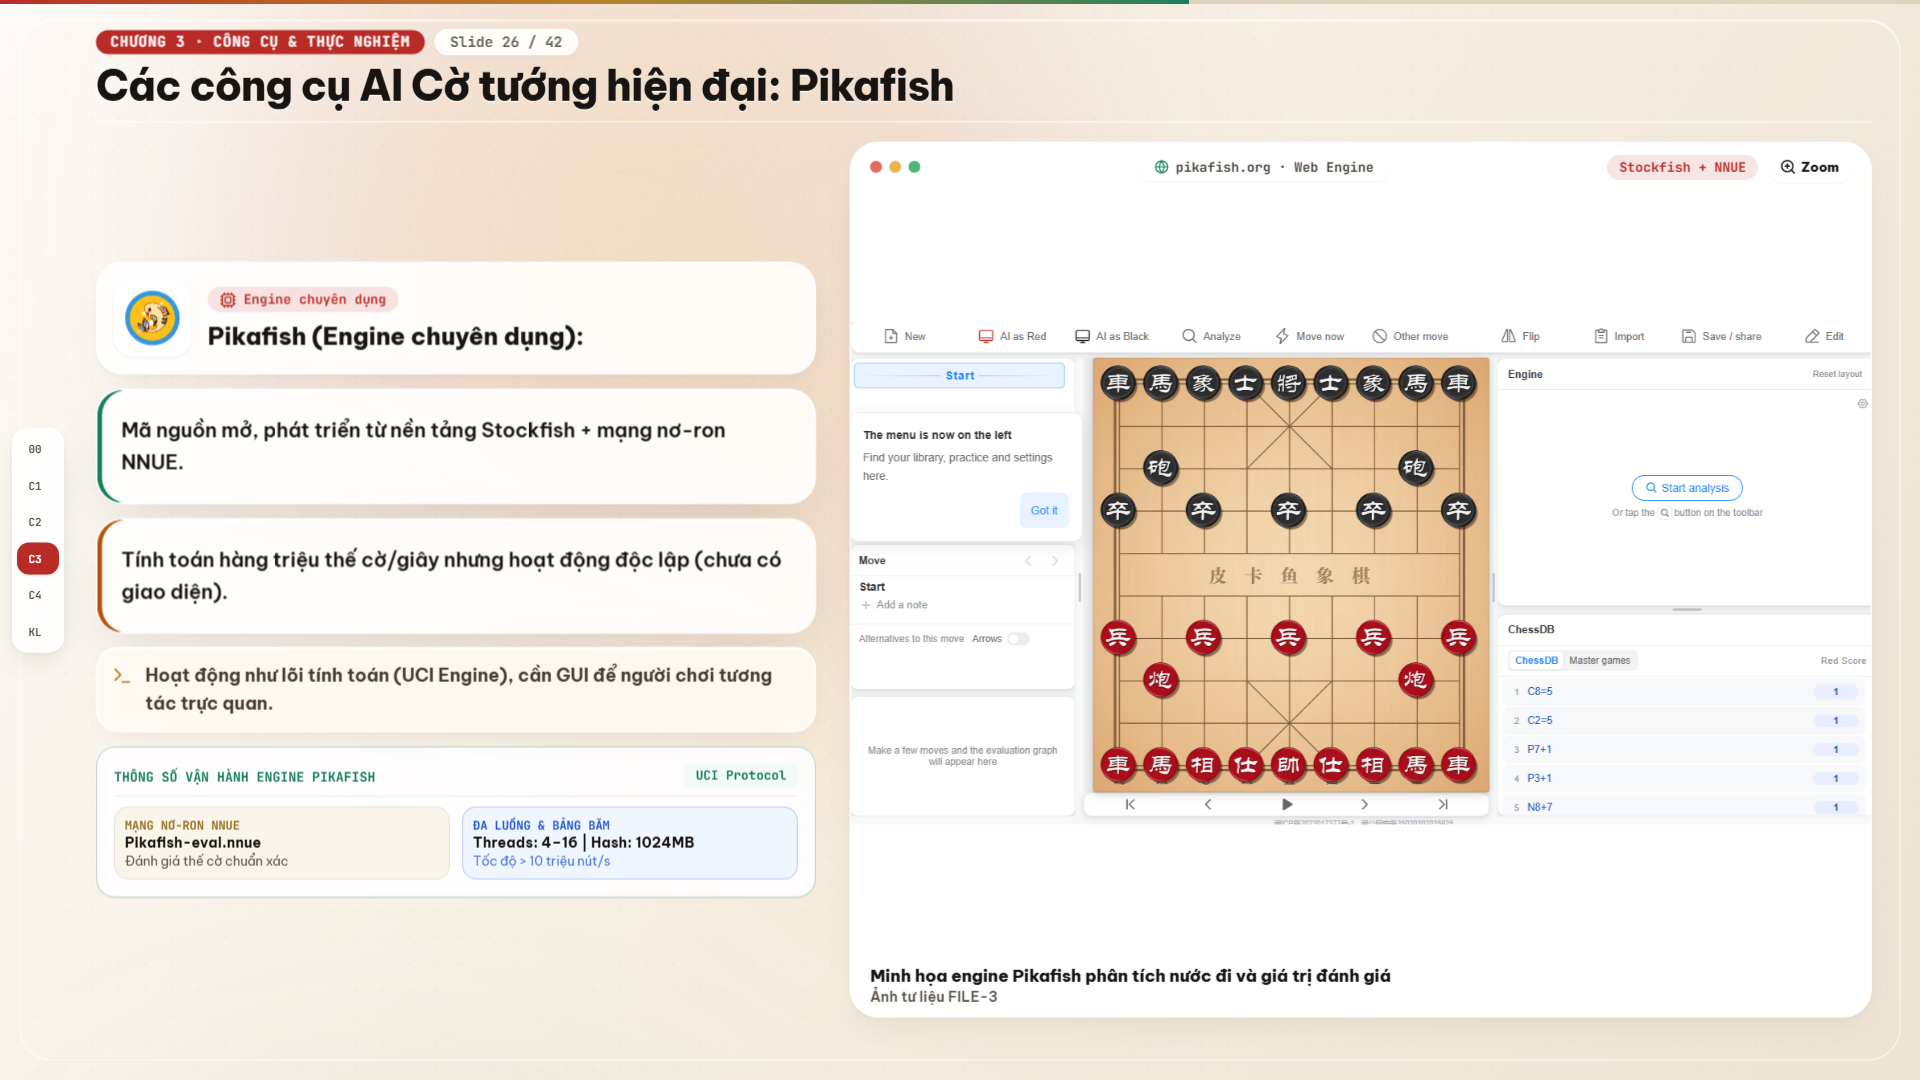 CHƯƠNG 3 · CÔNG CỤ & THỰC NGHIỆM
Slide 26 / 42
Các công cụ AI Cờ tướng hiện đại: Pikafish
00
C1
C2
C3
C4
KL
Engine chuyên dụng
Pikafish (Engine chuyên dụng):
Mã nguồn mở, phát triển từ nền tảng Stockfish + mạng nơ-ron
NNUE.
Tính toán hàng triệu thế cờ/giây nhưng hoạt động độc lập (chưa có
giao diện).
Hoạt động như lõi tính toán (UCI Engine), cần GUI để người chơi tương
tác trực quan.
THÔNG SỐ VẬN HÀNH ENGINE PIKAFISH
UCI Protocol
MẠNG NƠ-RON NNUE
Pikafish-eval.nnue
Đánh giá thế cờ chuẩn xác
ĐA LUỒNG & BẢNG BĂM
Threads: 4-16 | Hash: 1024MB
Tốc độ > 10 triệu nút/s
pikafish.org · Web Engine
Stockfish + NNUE
Zoom
New
AI as Red
AI as Black
Analyze
Move now
Other move
Flip
Import
Save / share
Edit
Start
The menu is now on the left
Find your library, practice and settings
here.
Got it
Move
Start
Add a note
Alternatives to this move
Arrows
Make a few moves and the evaluation graph
will appear here
車 馬 象 士 將 士 象 馬 車
砲 砲
卒 卒 卒 卒 卒
皮卡鱼象棋
兵 兵 兵 兵 兵
炮 炮
車 馬 相 仕 帥 仕 相 馬 車
Engine
Reset layout
Start analysis
Or tap the button on the toolbar
ChessDB
ChessDB
Master games
Red Score
1 C8=5 1
2 C2=5 1
3 P7+1 1
4 P3+1 1
5 N8+7 1
Minh họa engine Pikafish phân tích nước đi và giá trị đánh giá
Ảnh tư liệu FILE-3